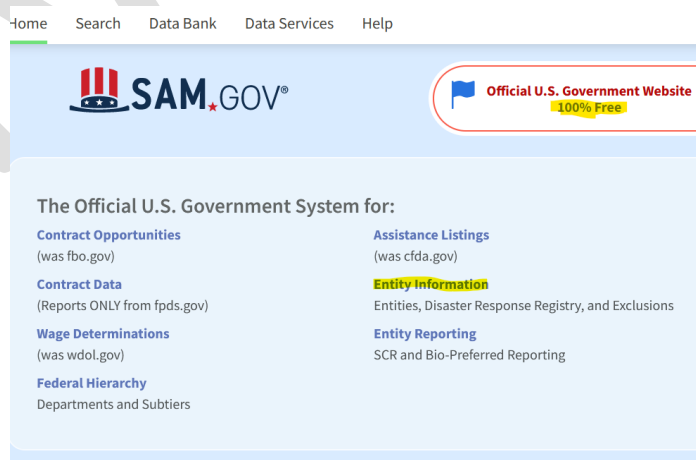 Home Search Data Bank Data Services Help
SAM.GOV®
Official U.S. Government Website
100% Free
The Official U.S. Government System for:
Contract Opportunities
(was fbo.gov)
Contract Data
(Reports ONLY from fpds.gov)
Wage Determinations
(was wdol.gov)
Federal Hierarchy
Departments and Subtiers
Assistance Listings
(was cfda.gov)
Entity Information
Entities, Disaster Response Registry, and Exclusions
Entity Reporting
SCR and Bio-Preferred Reporting